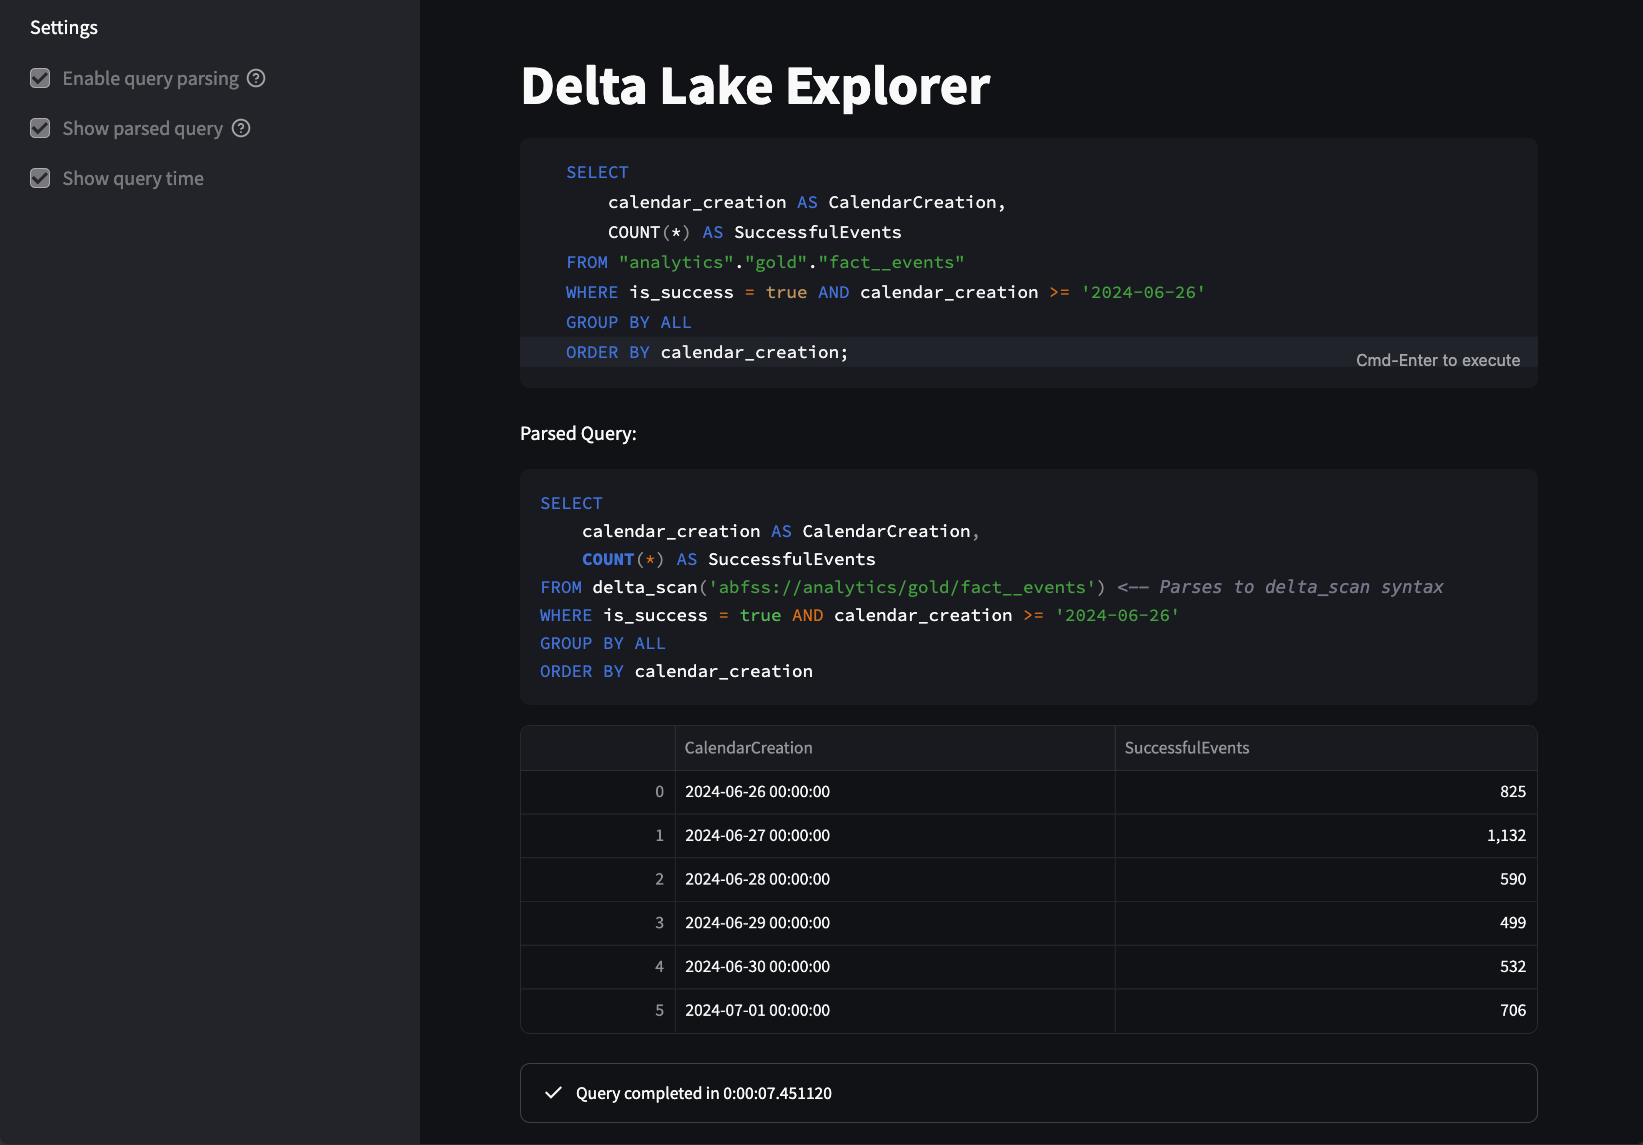 Settings
Enable query parsing
Show parsed query
Show query time
Delta Lake Explorer
SELECT
calendar_creation AS CalendarCreation,
COUNT(*) AS SuccessfulEvents
FROM "analytics"."gold"."fact__events"
WHERE is_success = true AND calendar_creation >= '2024-06-26'
GROUP BY ALL
ORDER BY calendar_creation;
Cmd-Enter to execute
Parsed Query:
SELECT
calendar_creation AS CalendarCreation,
COUNT(*) AS SuccessfulEvents
FROM delta_scan('abfss://analytics/gold/fact__events') <-- Parses to delta_scan syntax
WHERE is_success = true AND calendar_creation >= '2024-06-26'
GROUP BY ALL
ORDER BY calendar_creation
CalendarCreation SuccessfulEvents
0 2024-06-26 00:00:00 825
1 2024-06-27 00:00:00 1,132
2 2024-06-28 00:00:00 590
3 2024-06-29 00:00:00 499
4 2024-06-30 00:00:00 532
5 2024-07-01 00:00:00 706
Query completed in 0:00:07.451120